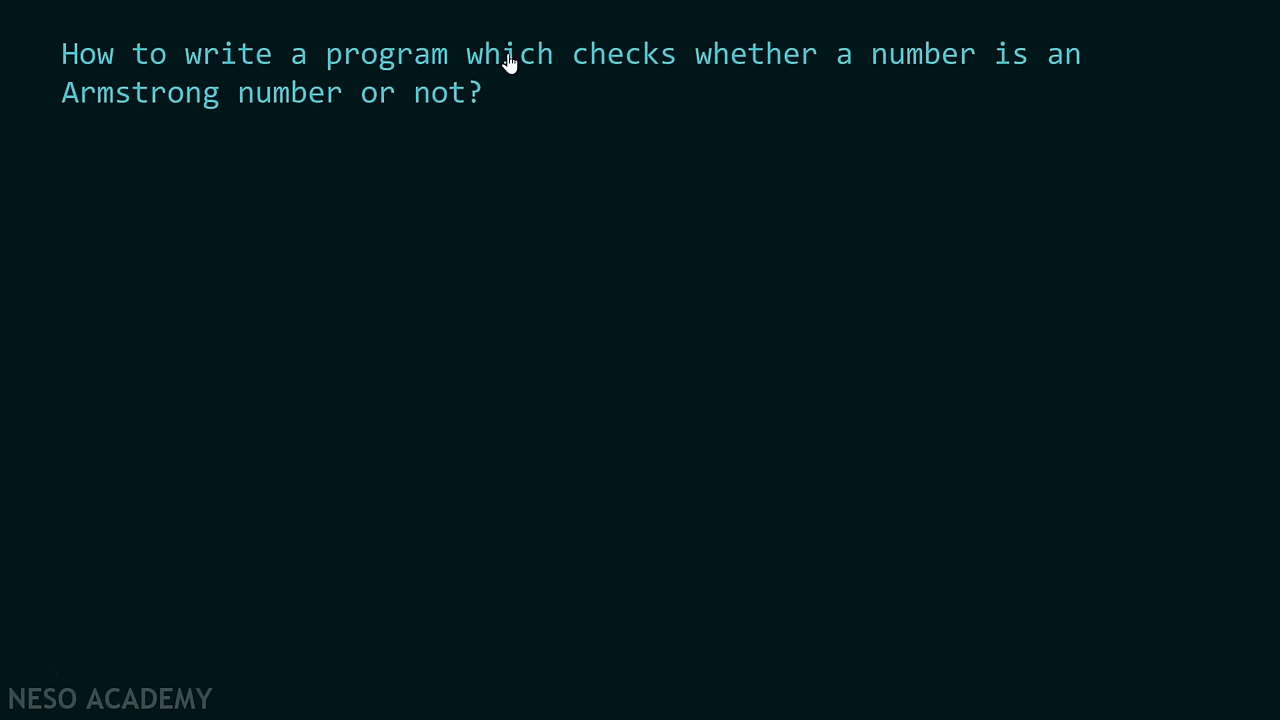 How to write a program which checks whether a number is an
Armstrong number or not?
NESO ACADEMY